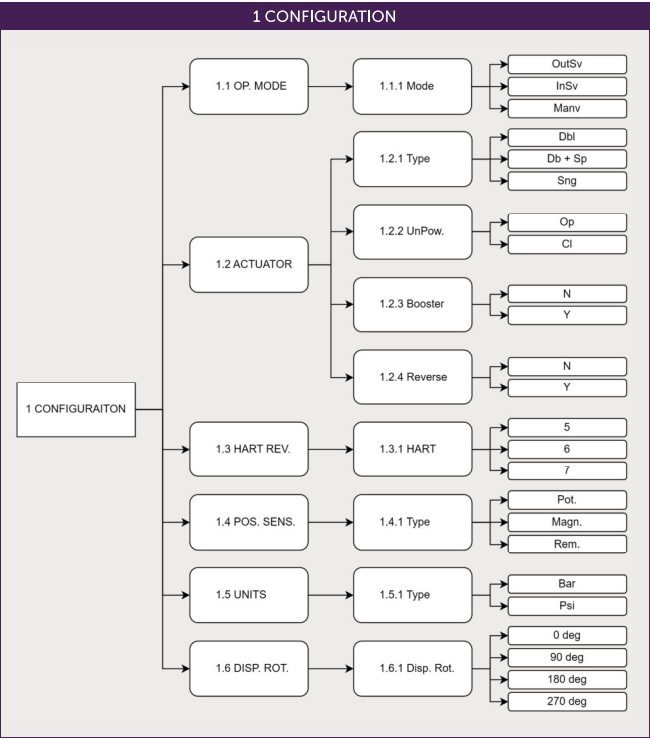 1 CONFIGURATION
1 CONFIGURAITON
1.1 OP. MODE
1.1.1 Mode
OutSv
InSv
Manv
1.2 ACTUATOR
1.2.1 Type
Dbl
Db + Sp
Sng
1.2.2 UnPow.
Op
Cl
1.2.3 Booster
N
Y
1.2.4 Reverse
N
Y
1.3 HART REV.
1.3.1 HART
5
6
7
1.4 POS. SENS.
1.4.1 Type
Pot.
Magn.
Rem.
1.5 UNITS
1.5.1 Type
Bar
Psi
1.6 DISP. ROT.
1.6.1 Disp. Rot.
0 deg
90 deg
180 deg
270 deg